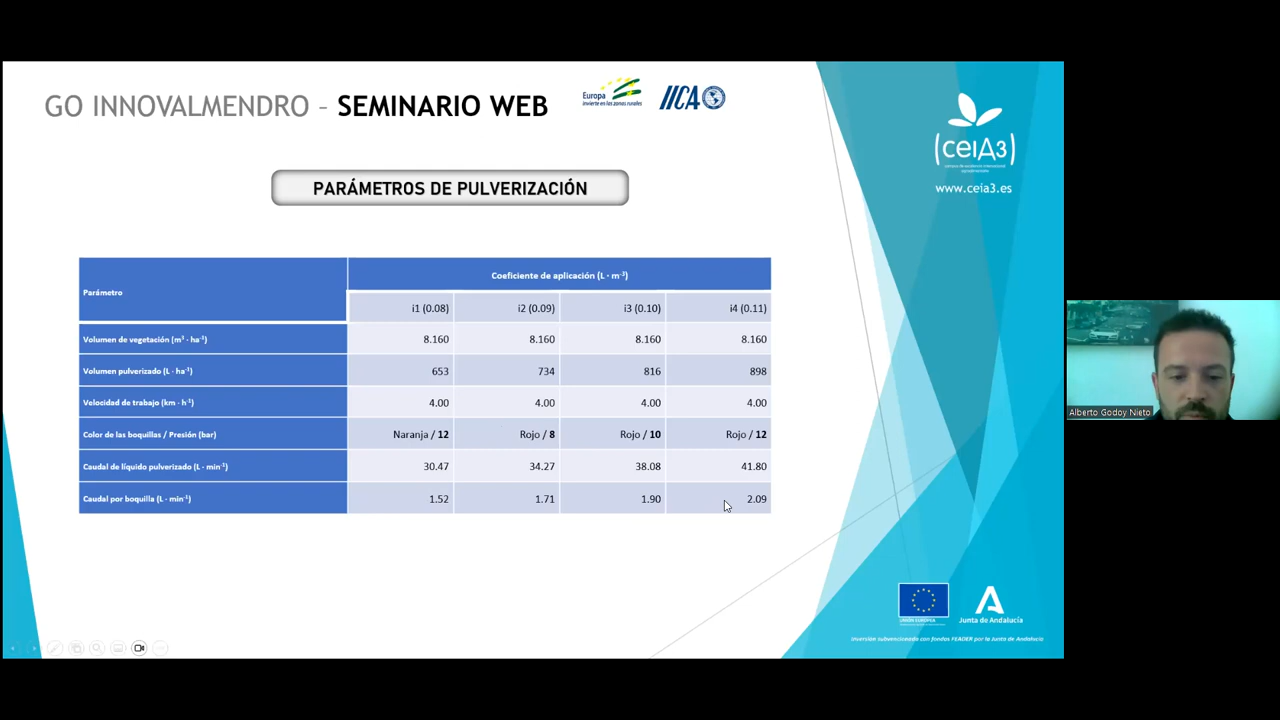 GO INNOVALMENDRO - SEMINARIO WEB
Europa
invierte en las zonas rurales
IICA
(ceiA3)
www.ceia3.es
PARÁMETROS DE PULVERIZACIÓN
Parámetro
Coeficiente de aplicación (L · m⁻³)
i1 (0.08) i2 (0.09) i3 (0.10) i4 (0.11)
Volumen de vegetación (m³ · ha⁻¹) 8.160 8.160 8.160 8.160
Volumen pulverizado (L · ha⁻¹) 653 734 816 898
Velocidad de trabajo (km · h⁻¹) 4.00 4.00 4.00 4.00
Color de las boquillas / Presión (bar) Naranja / 12 Rojo / 8 Rojo / 10 Rojo / 12
Caudal de líquido pulverizado (L · min⁻¹) 30.47 34.27 38.08 41.80
Caudal por boquilla (L · min⁻¹) 1.52 1.71 1.90 2.09
Alberto Godoy Nieto
UNIÓN EUROPEA
Junta de Andalucía
Inversión subvencionada con fondos FEADER por la Junta de Andalucía